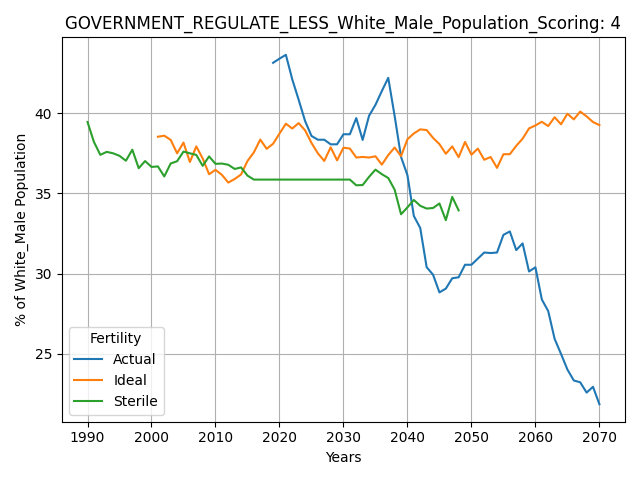 GOVERNMENT_REGULATE_LESS_White_Male_Population_Scoring: 4
% of White_Male Population
40
35
30
25
Fertility
Actual
Ideal
Sterile
1990 2000 2010 2020 2030 2040 2050 2060 2070
Years